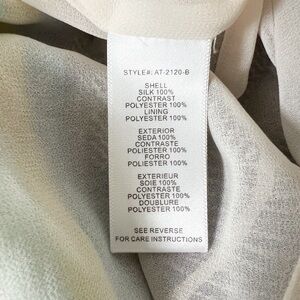 STYLE#: AT-2120-B
SHELL
SILK 100%
CONTRAST
POLYESTER 100%
LINING
POLYESTER 100%
EXTERIOR
SEDA 100%
CONTRASTE
POLIESTER 100%
FORRO
POLIESTER 100%
EXTERIEUR
SOIE 100%
CONTRASTE
POLYESTER 100%
DOUBLURE
POLYESTER 100%
SEE REVERSE
FOR CARE INSTRUCTIONS